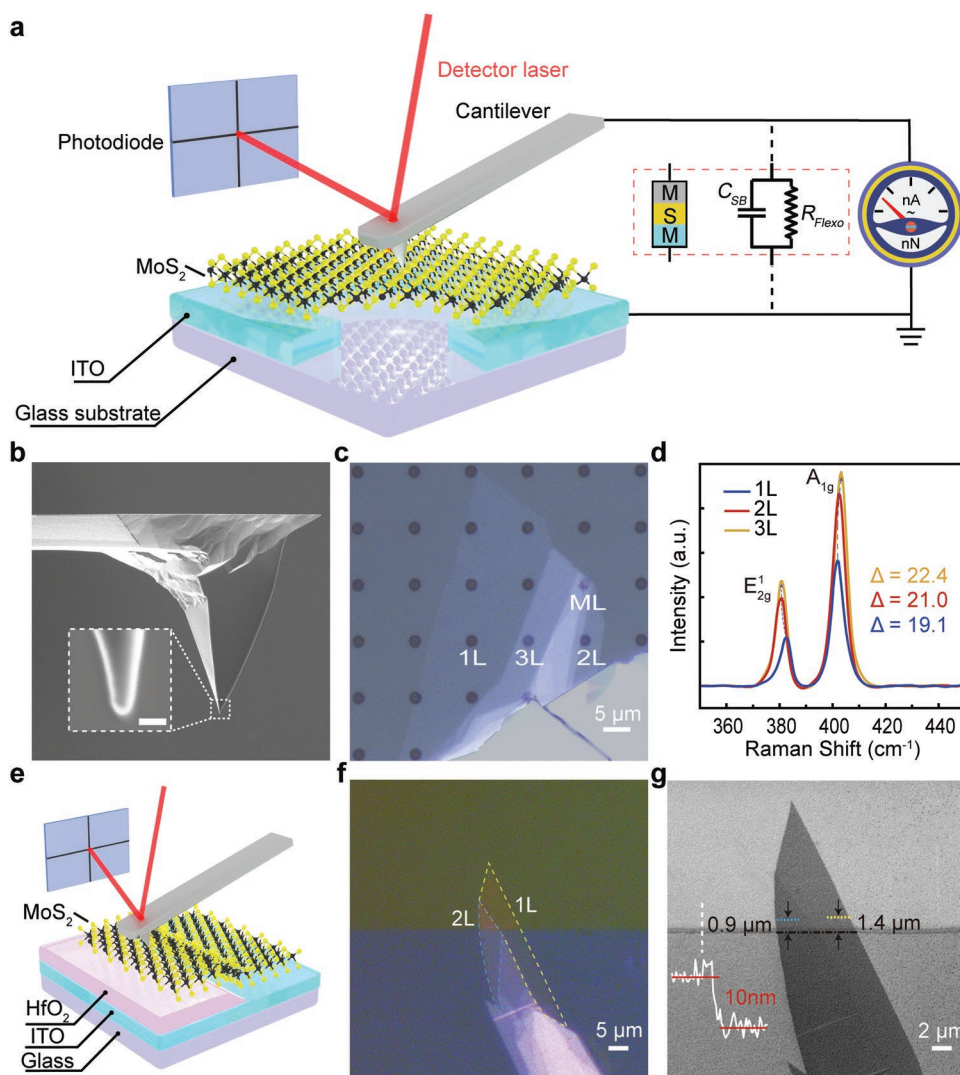 a
Detector laser
Cantilever
Photodiode
MoS₂
ITO
Glass substrate
M
S
M
C_SB
R_Flexo
nA
~
nN
b
c
1L
3L
ML
2L
5 µm
d
Intensity (a.u.)
1L
2L
3L
A₁g
E¹₂g
Δ = 22.4
Δ = 21.0
Δ = 19.1
360 380 400 420 440
Raman Shift (cm⁻¹)
e
MoS₂
HfO₂
ITO
Glass
f
2L
1L
5 µm
g
0.9 µm
1.4 µm
10nm
2 µm